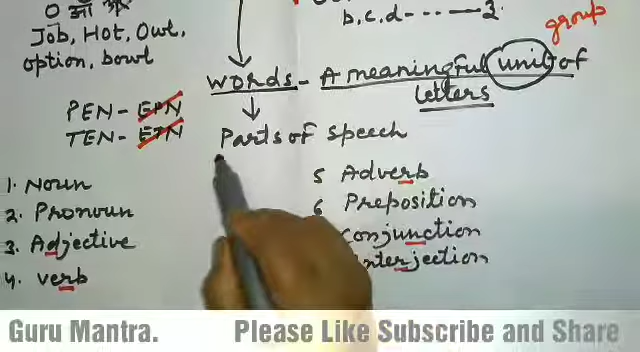 O ऑ
Job, Hot, Owl,
option, bowl
b, c, d - - - - — z.
group
words - A meaningful unit of
letters
PEN - EPN
TEN - ETN
Parts of speech
1. Noun
2. Pronoun
3. Adjective
4. verb
5 Adverb
6 Preposition
conjunction
nterjection
Guru Mantra. Please Like Subscribe and Share